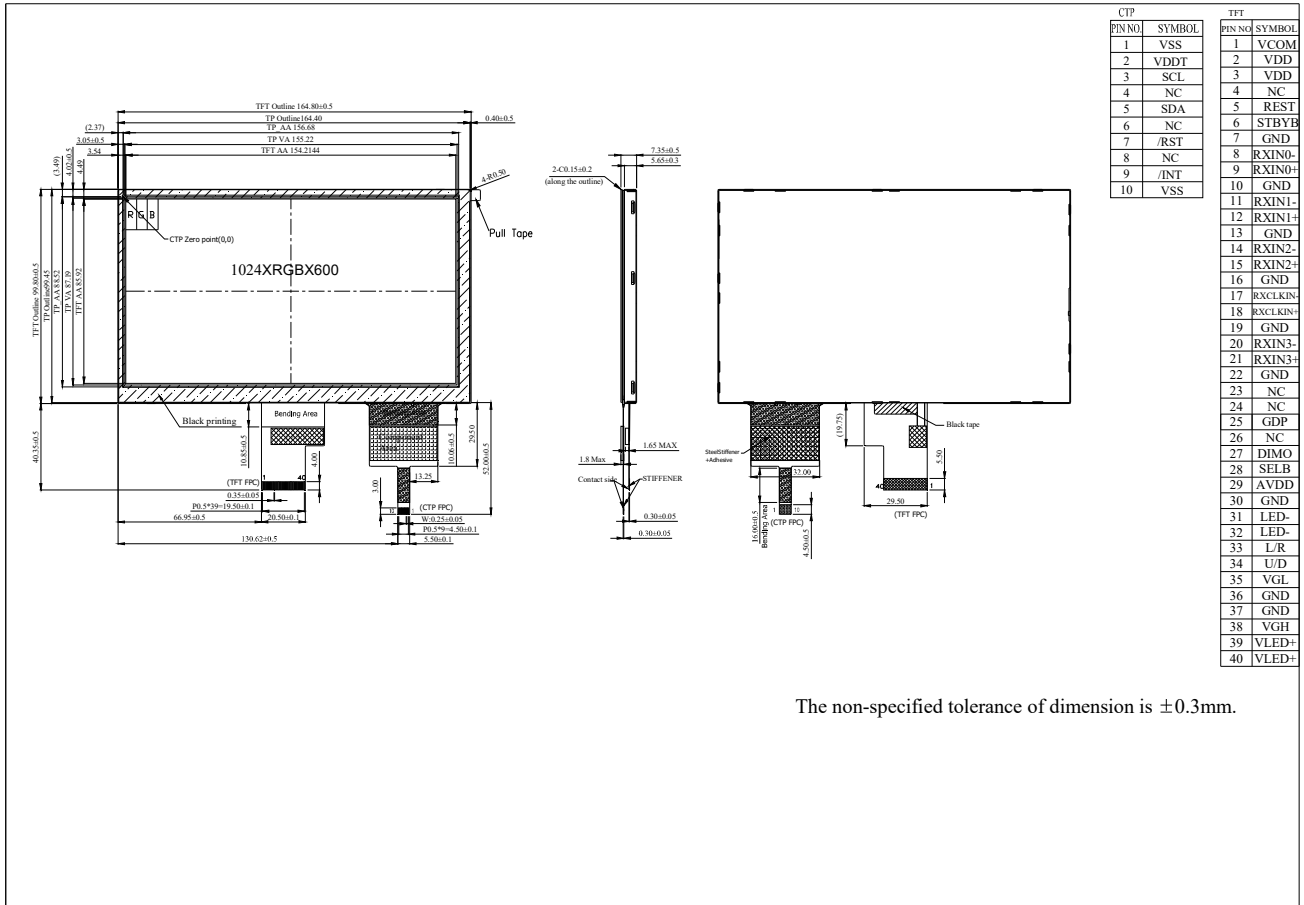 CTP
PIN NO. SYMBOL
1 VSS
2 VDDT
3 SCL
4 NC
5 SDA
6 NC
7 /RST
8 NC
9 /INT
10 VSS
TFT
PIN NO SYMBOL
1 VCOM
2 VDD
3 VDD
4 NC
5 REST
6 STBYB
7 GND
8 RXIN0-
9 RXIN0+
10 GND
11 RXIN1-
12 RXIN1+
13 GND
14 RXIN2-
15 RXIN2+
16 GND
17 RXCLKIN-
18 RXCLKIN+
19 GND
20 RXIN3-
21 RXIN3+
22 GND
23 NC
24 NC
25 GDP
26 NC
27 DIMO
28 SELB
29 AVDD
30 GND
31 LED-
32 LED-
33 L/R
34 U/D
35 VGL
36 GND
37 GND
38 VGH
39 VLED+
40 VLED+
TFT Outline 164.80±0.5
TP Outline164.40
0.40±0.5
(2.37)
TP AA 156.68
3.05±0.5
TP VA 155.22
3.54
TFT AA 154.2144
(3.49)
4.02±0.5
4.49
4-R0.50
Pull Tape
R G B
CTP Zero point(0,0)
1024XRGBX600
TFT Outline 99.80±0.5
TP Outline99.45
TP AA 88.52
TP VA 87.19
TFT AA 85.92
Black printing
Bending Area
40.35±0.5
10.85±0.5
4.00
(TFT FPC)
1 40
0.35±0.05
P0.5*39=19.50±0.1
66.95±0.5
20.50±0.1
130.62±0.5
10.06±0.5
29.50
52.00±0.5
13.25
3.00
(CTP FPC)
W:0.25±0.05
P0.5*9=4.50±0.1
5.50±0.1
7.35±0.5
5.65±0.3
2-C0.15±0.2
(along the outline)
1.65 MAX
1.8 Max
Contact side
STIFFENER
0.30±0.05
0.30±0.05
SteelStiffener
+Adhesive
32.00
16.00±0.5
Bending Area
1 10
(CTP FPC)
4.50±0.5
(19.75)
Black tape
5.50
40 1
29.50
(TFT FPC)
The non-specified tolerance of dimension is ±0.3mm.